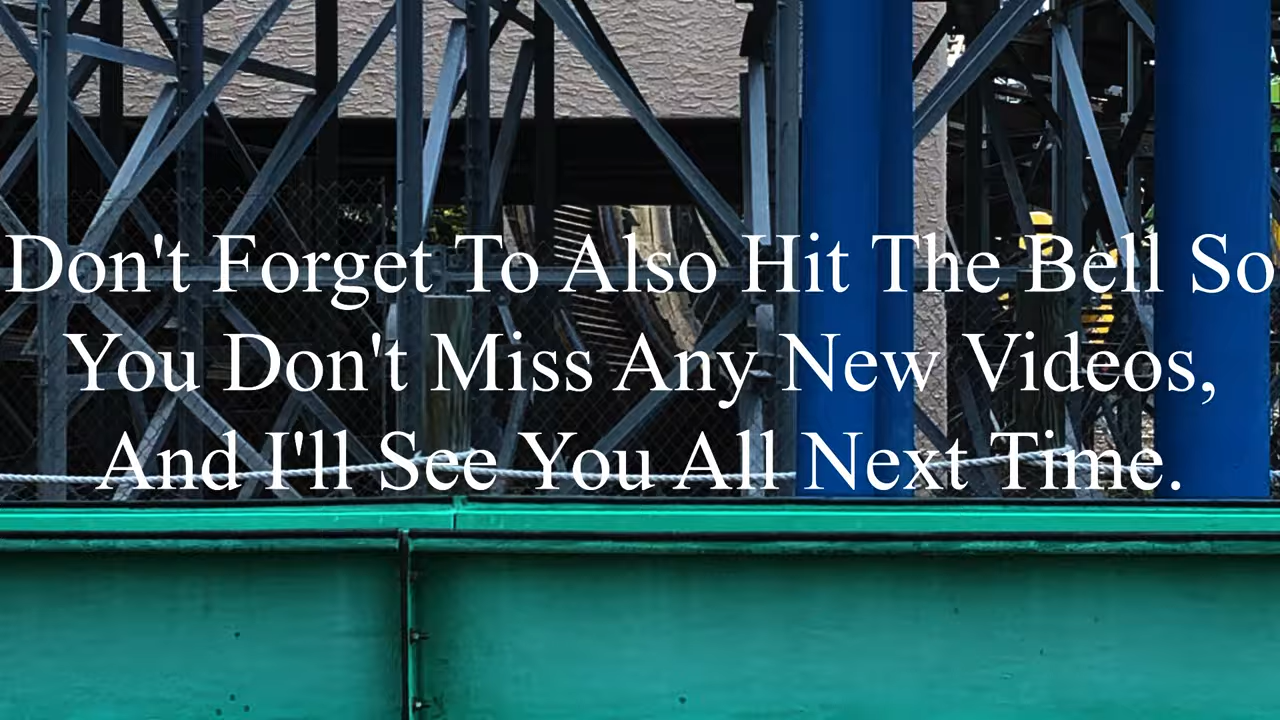 Don't Forget To Also Hit The Bell So
You Don't Miss Any New Videos,
And I'll See You All Next Time.